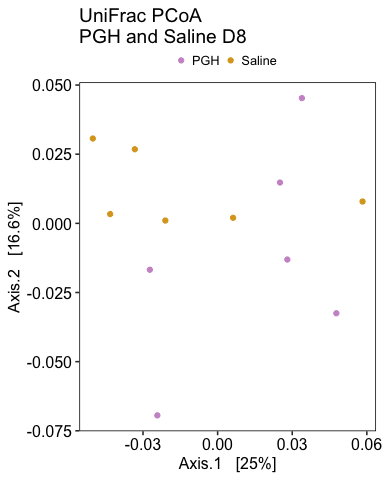 UniFrac PCoA
PGH and Saline D8
PGH Saline
0.050
0.025
0.000
-0.025
-0.050
-0.075
Axis.2 [16.6%]
-0.03 0.00 0.03 0.06
Axis.1 [25%]